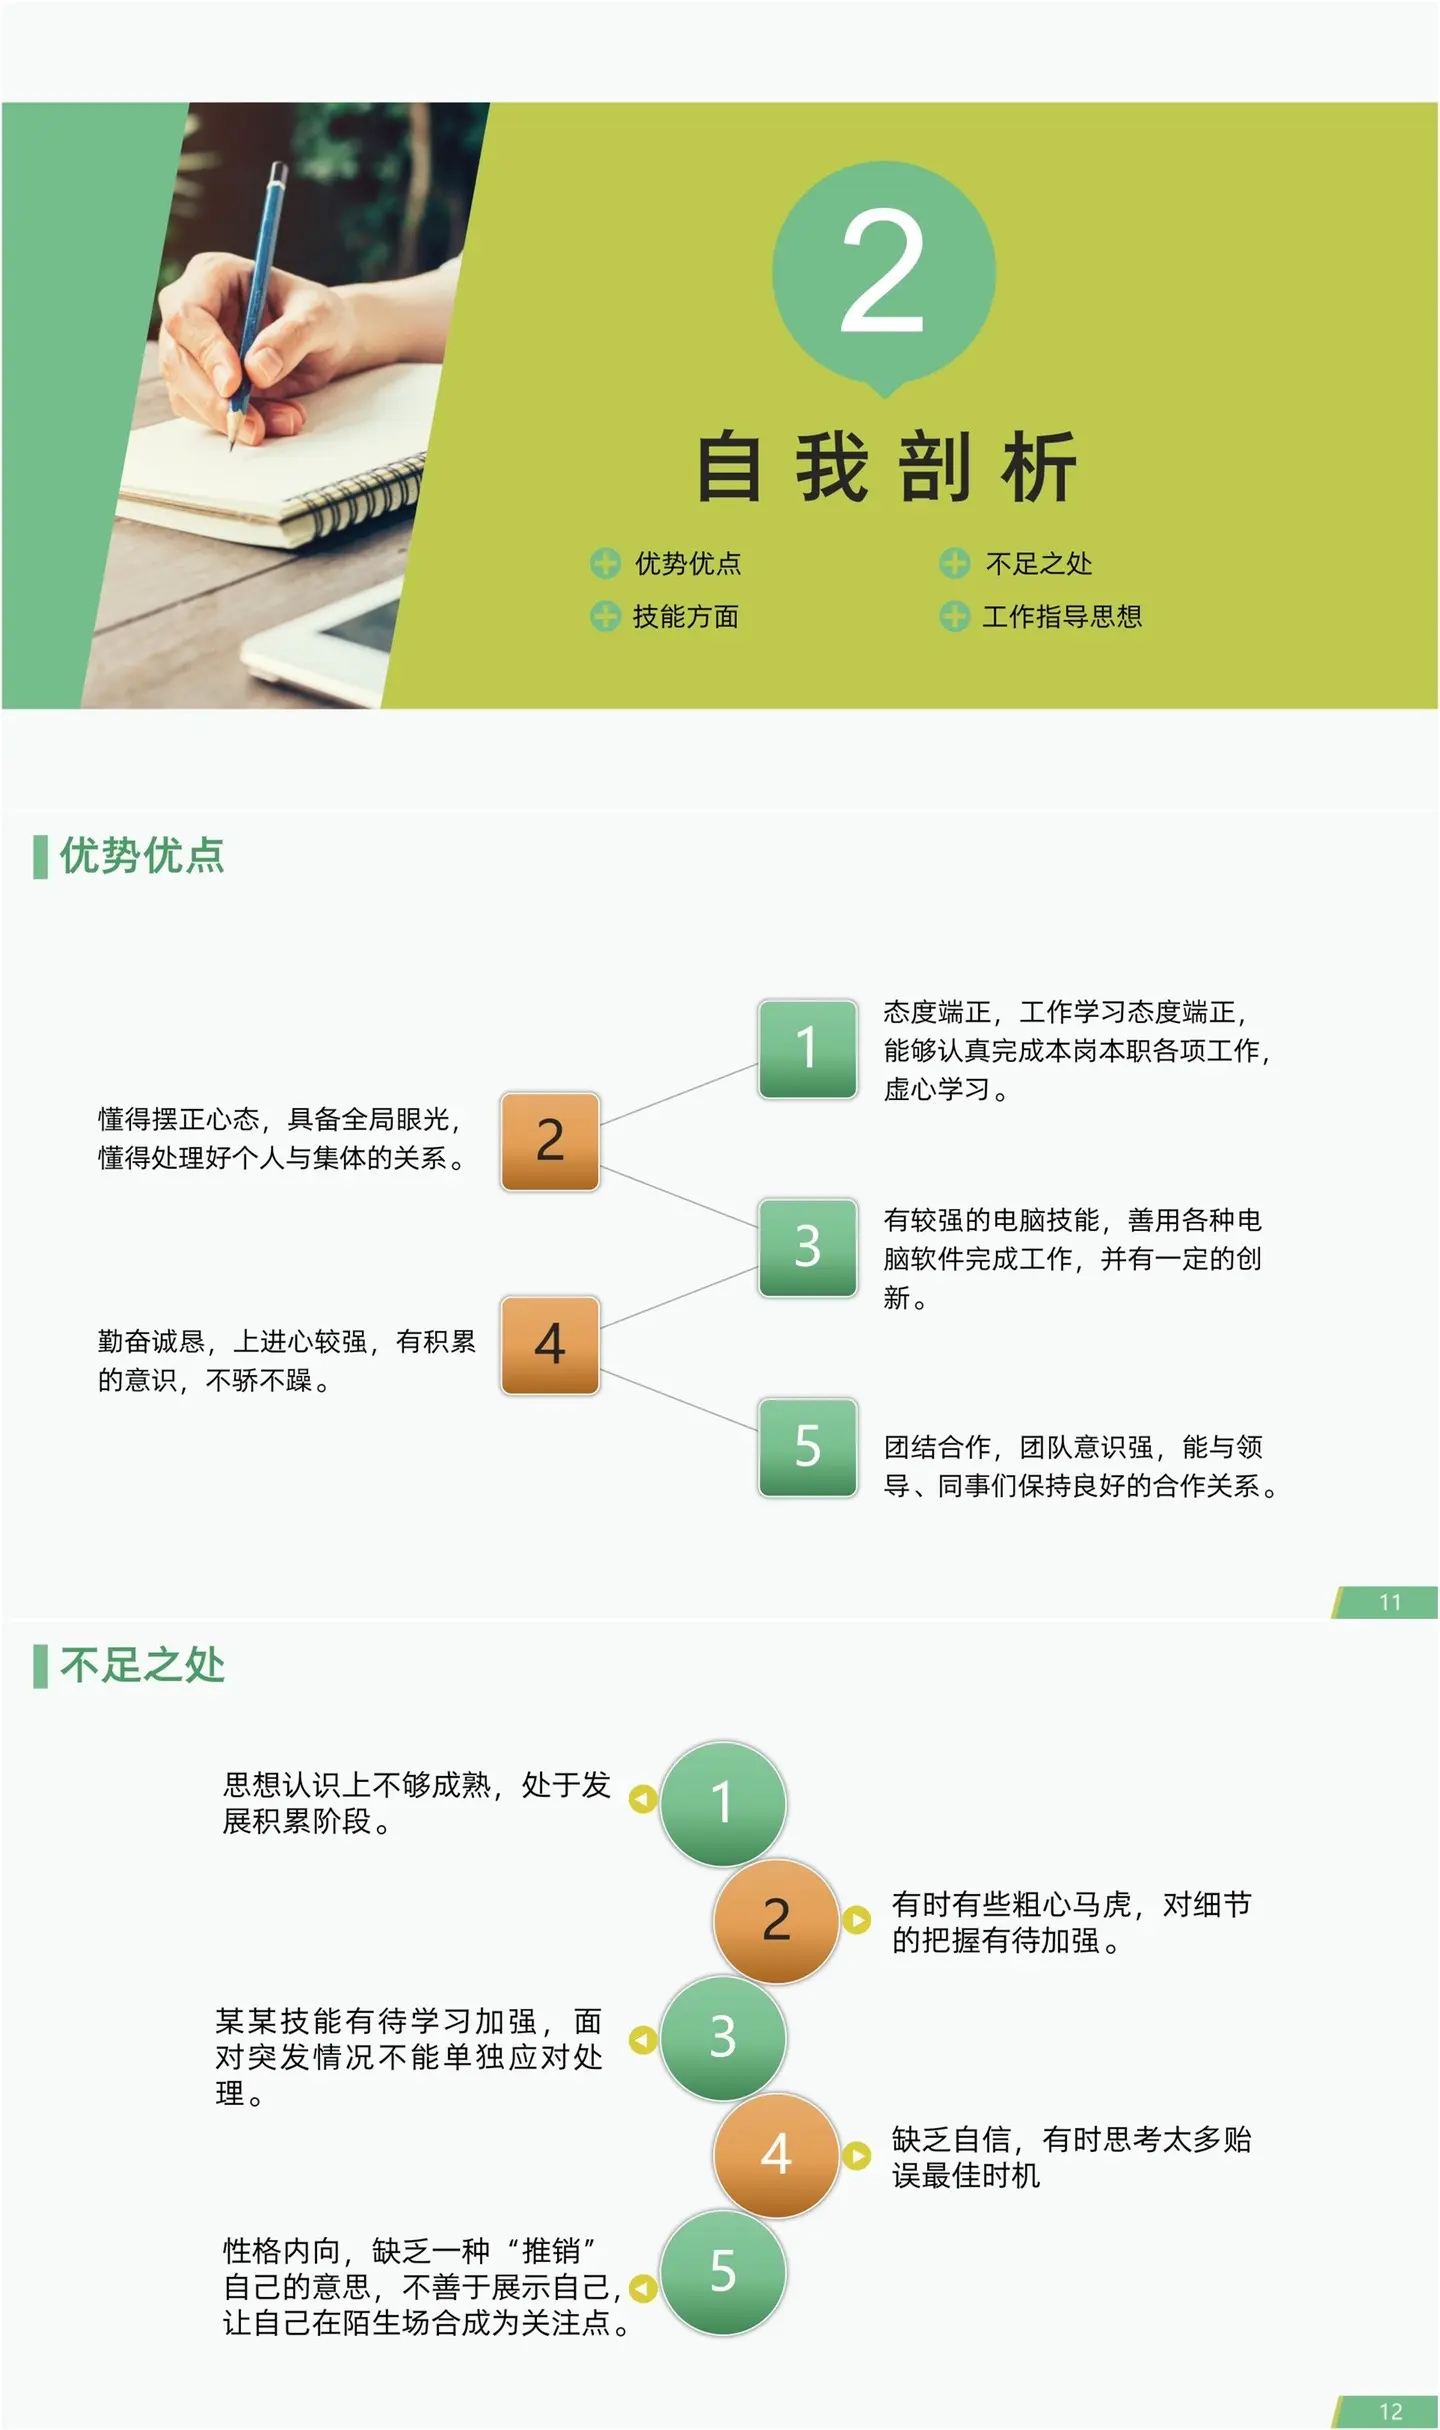 2
自我剖析
优势优点
不足之处
技能方面
工作指导思想
优势优点
1
态度端正，工作学习态度端正，
能够认真完成本岗本职各项工作，
虚心学习。
2
懂得摆正心态，具备全局眼光，
懂得处理好个人与集体的关系。
3
有较强的电脑技能，善用各种电
脑软件完成工作，并有一定的创
新。
4
勤奋诚恳，上进心较强，有积累
的意识，不骄不躁。
5
团结合作，团队意识强，能与领
导、同事们保持良好的合作关系。
11
不足之处
1
思想认识上不够成熟，处于发
展积累阶段。
2
有时有些粗心马虎，对细节
的把握有待加强。
3
某某技能有待学习加强，面
对突发情况不能单独应对处
理。
4
缺乏自信，有时思考太多贻
误最佳时机
5
性格内向，缺乏一种“推销”
自己的意思，不善于展示自己，
让自己在陌生场合成为关注点。
12